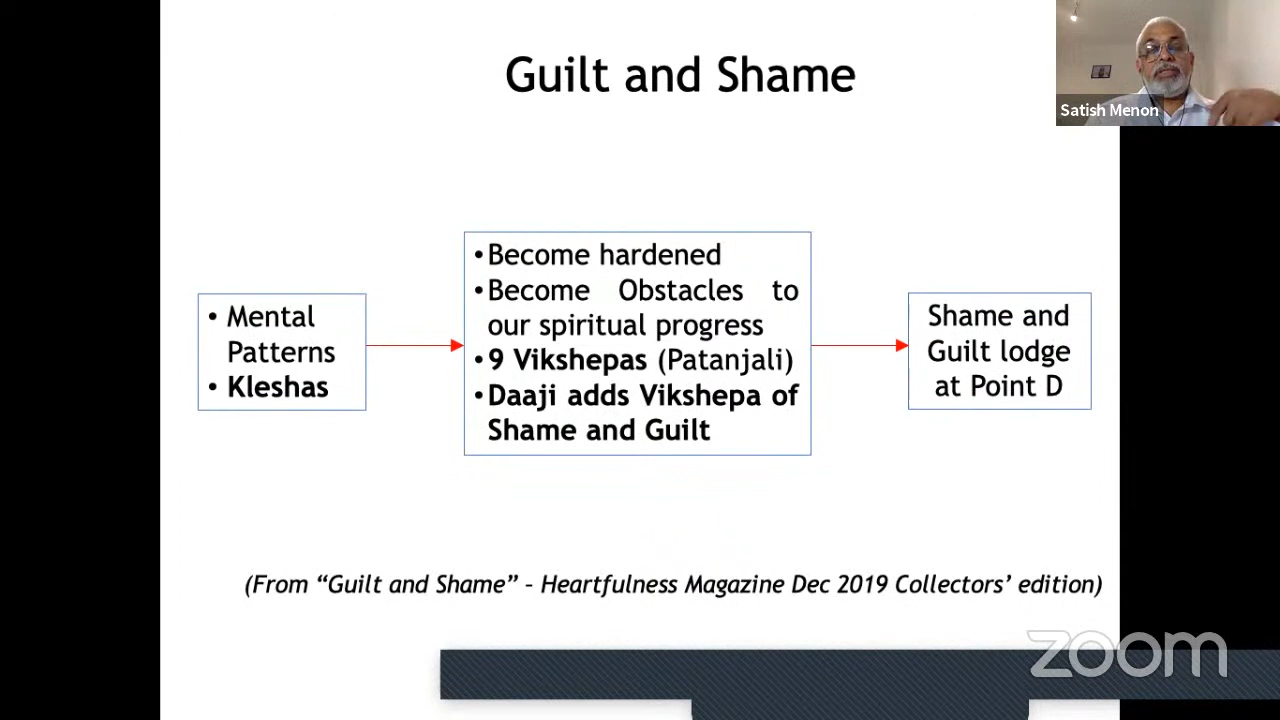 Guilt and Shame
Satish Menon
• Mental
Patterns
• Kleshas
• Become hardened
• Become Obstacles to
our spiritual progress
• 9 Vikshepas (Patanjali)
• Daaji adds Vikshepa of
Shame and Guilt
Shame and
Guilt lodge
at Point D
(From “Guilt and Shame” – Heartfulness Magazine Dec 2019 Collectors’ edition)
zoom